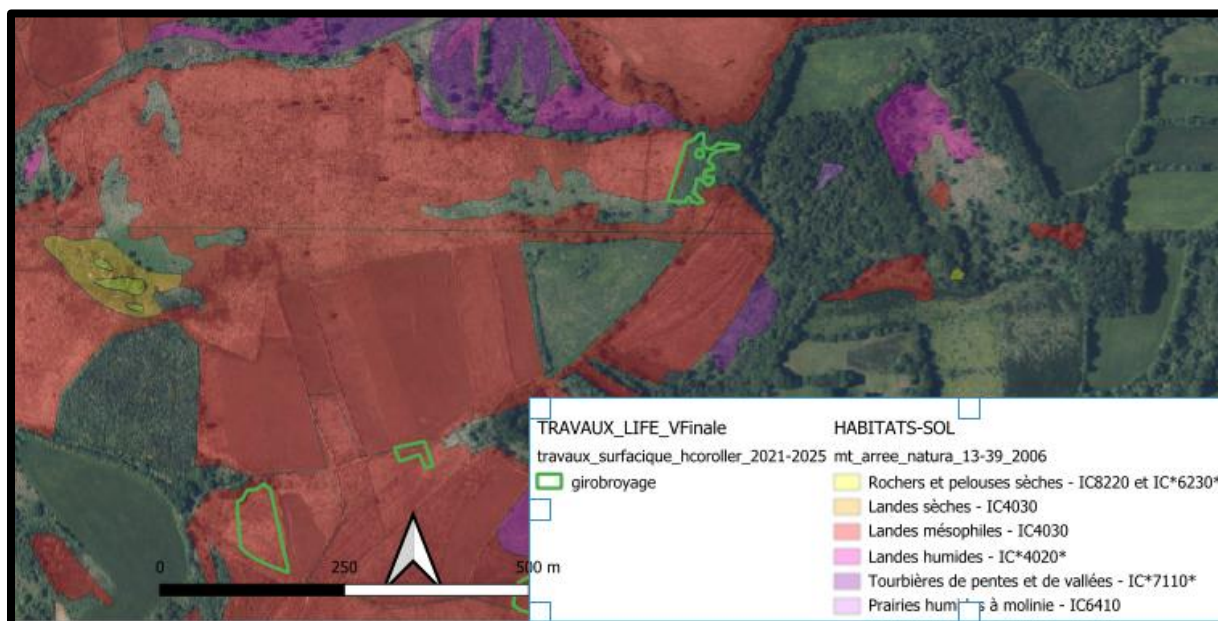 TRAVAUX_LIFE_VFinale
travaux_surfacique_hcoroller_2021-2025
girobroyage
HABITATS-SOL
mt_arree_natura_13-39_2006
Rochers et pelouses sèches - IC8220 et IC*6230*
Landes sèches - IC4030
Landes mésophiles - IC4030
Landes humides - IC*4020*
Tourbières de pentes et de vallées - IC*7110*
Prairies humides à molinie - IC6410
0 250 500 m